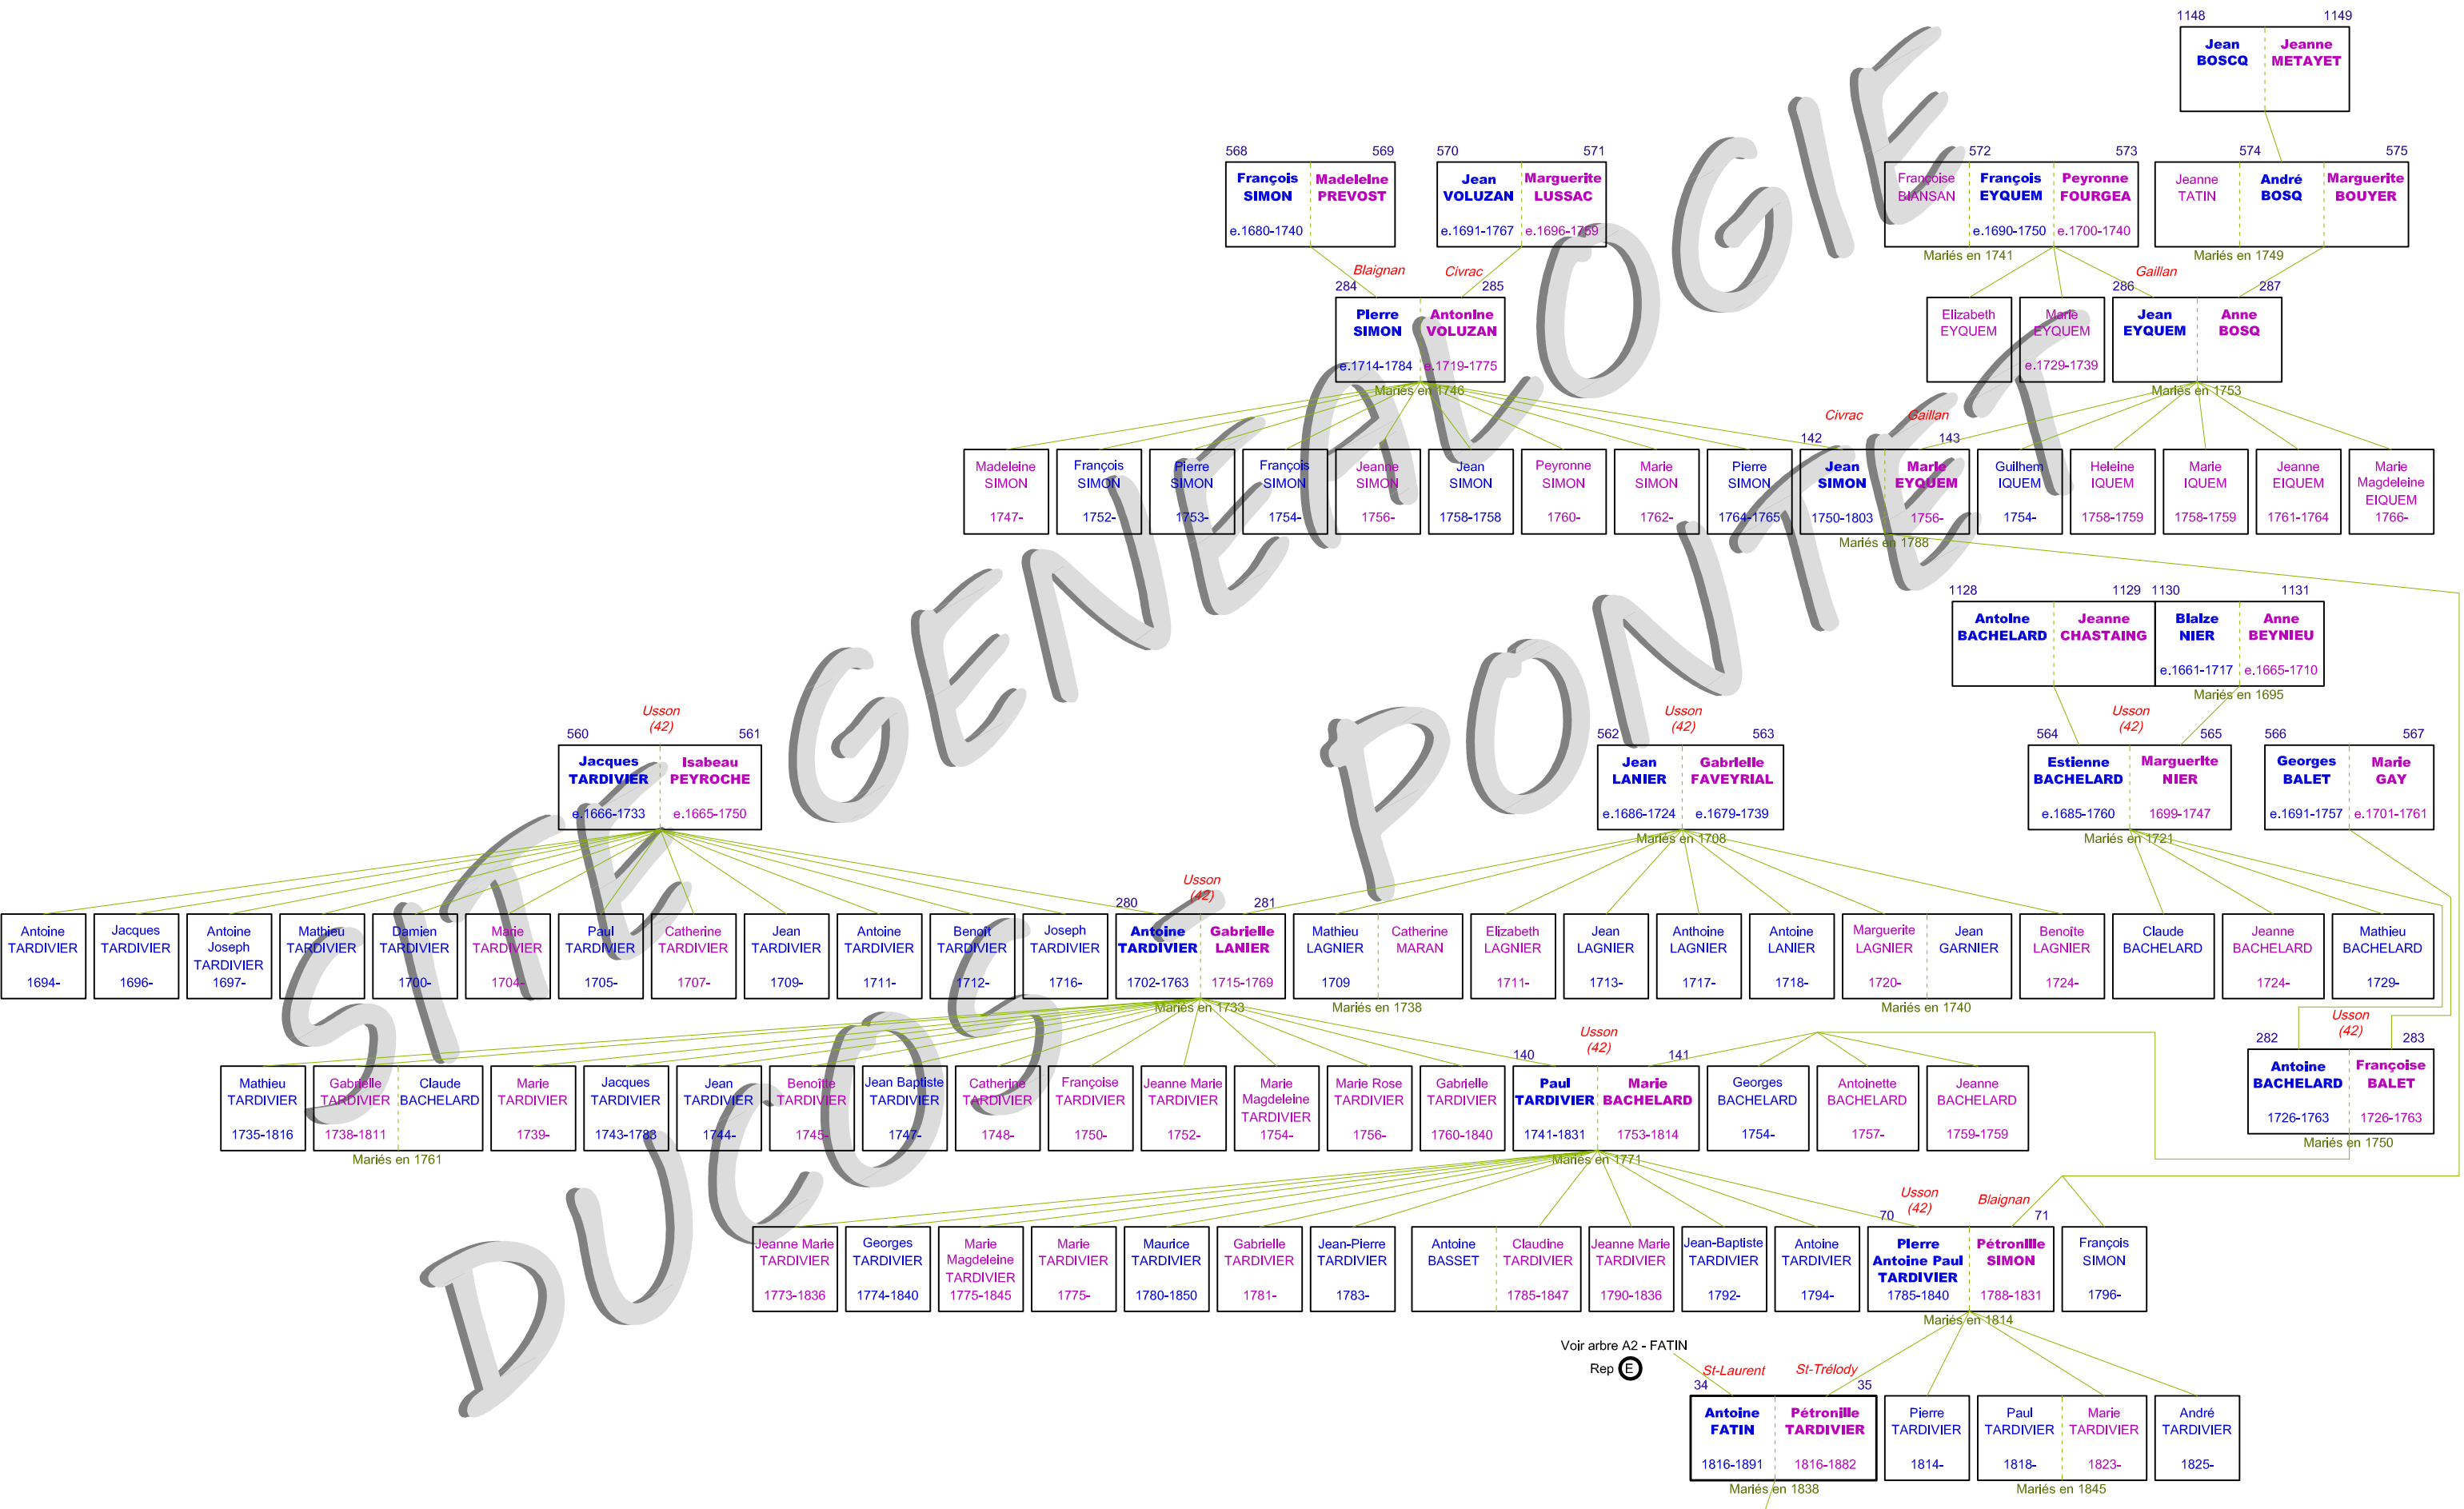 1148 1149
Jean Jeanne
BOSCQ METAYET
568 569 570 571 572 573 574 575
François Madeleine Jean Marguerite Françoise François Peyronne Jeanne André Marguerite
SIMON PREVOST VOLUZAN LUSSAC BIANSAN EYQUEM FOURGEA TATIN BOSQ BOUYER
e.1680-1740 e.1691-1767 e.1696-1759 e.1690-1750 e.1700-1740
Mariés en 1741 Mariés en 1749
Blaignan Civrac Gaillan
284 285 286 287
Pierre Antonine Elizabeth Marie Jean Anne
SIMON VOLUZAN EYQUEM EYQUEM EYQUEM BOSQ
e.1714-1784 e.1719-1775 e.1729-1739
Mariés en 1746 Mariés en 1753
Civrac Gaillan
142 143
Madeleine François Pierre François Jeanne Jean Peyronne Marie Pierre Jean Marie Guilhem Heleine Marie Jeanne Marie
SIMON SIMON SIMON SIMON SIMON SIMON SIMON SIMON SIMON SIMON EYQUEM IQUEM IQUEM IQUEM EIQUEM Magdeleine
EIQUEM
1747- 1752- 1753- 1754- 1756- 1758-1758 1760- 1762- 1764-1765 1750-1803 1756- 1754- 1758-1759 1758-1759 1761-1764 1766-
Mariés en 1788
1128 1129 1130 1131
Antoine Jeanne Blaize Anne
BACHELARD CHASTAING NIER BEYNIEU
e.1661-1717 e.1665-1710
Mariés en 1695
Usson Usson Usson
(42) (42) (42)
560 561 562 563 564 565 566 567
Jacques Isabeau Jean Gabrielle Estienne Marguerite Georges Marie
TARDIVIER PEYROCHE LANIER FAVEYRIAL BACHELARD NIER BALET GAY
e.1666-1733 e.1665-1750 e.1686-1724 e.1679-1739 e.1685-1760 1699-1747 e.1691-1757 e.1701-1761
Mariés en 1708 Mariés en 1721
Usson
(42)
280 281
Antoine Jacques Antoine Mathieu Damien Marie Paul Catherine Jean Antoine Benoît Joseph Antoine Gabrielle Mathieu Catherine Elizabeth Jean Anthoine Antoine Marguerite Jean Benoîte Claude Jeanne Mathieu
TARDIVIER TARDIVIER Joseph TARDIVIER TARDIVIER TARDIVIER TARDIVIER TARDIVIER TARDIVIER TARDIVIER TARDIVIER TARDIVIER TARDIVIER LANIER LAGNIER MARAN LAGNIER LAGNIER LAGNIER LANIER LAGNIER GARNIER LAGNIER BACHELARD BACHELARD BACHELARD
TARDIVIER
1694- 1696- 1697- 1700- 1704- 1705- 1707- 1709- 1711- 1712- 1716- 1702-1763 1715-1769 1709 1711- 1713- 1717- 1718- 1720- 1724- 1724- 1729-
Mariés en 1733 Mariés en 1738 Mariés en 1740
Usson Usson
(42) (42)
140 141 282 283
Mathieu Gabrielle Claude Marie Jacques Jean Benoitte Jean Baptiste Catherine Françoise Jeanne Marie Marie Marie Rose Gabrielle Paul Marie Georges Antoinette Jeanne Antoine Françoise
TARDIVIER TARDIVIER BACHELARD TARDIVIER TARDIVIER TARDIVIER TARDIVIER TARDIVIER TARDIVIER TARDIVIER TARDIVIER Magdeleine TARDIVIER TARDIVIER TARDIVIER BACHELARD BACHELARD BACHELARD BACHELARD BACHELARD BALET
TARDIVIER
1735-1816 1738-1811 1739- 1743-1783 1744- 1745- 1747- 1748- 1750- 1752- 1754- 1756- 1760-1840 1741-1831 1753-1814 1754- 1757- 1759-1759 1726-1763 1726-1763
Mariés en 1761 Mariés en 1771 Mariés en 1750
Usson Blaignan
(42)
70 71
Jeanne Marie Georges Marie Marie Maurice Gabrielle Jean-Pierre Antoine Claudine Jeanne Marie Jean-Baptiste Antoine Pierre Pétronille François
TARDIVIER TARDIVIER Magdeleine TARDIVIER TARDIVIER TARDIVIER TARDIVIER BASSET TARDIVIER TARDIVIER TARDIVIER TARDIVIER Antoine Paul SIMON SIMON
TARDIVIER TARDIVIER
1773-1836 1774-1840 1775-1845 1775- 1780-1850 1781- 1783- 1785-1847 1790-1836 1792- 1794- 1785-1840 1788-1831 1796-
Mariés en 1814
Voir arbre A2 - FATIN
Rep E
St-Laurent St-Trélody
34 35
Antoine Pétronille Pierre Paul Marie André
FATIN TARDIVIER TARDIVIER TARDIVIER TARDIVIER TARDIVIER
1816-1891 1816-1882 1814- 1818- 1823- 1825-
Mariés en 1838 Mariés en 1845
SITE GENEALOGIE
DUCOS - PONTET